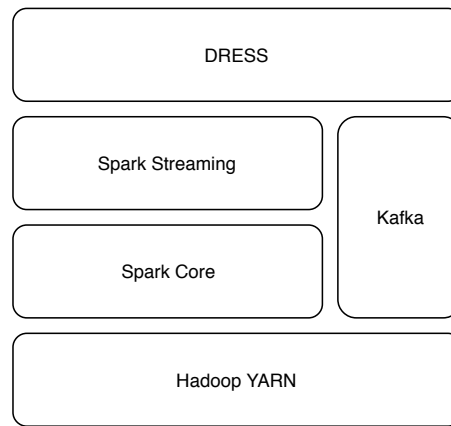 DRESS
Spark Streaming
Kafka
Spark Core
Hadoop YARN